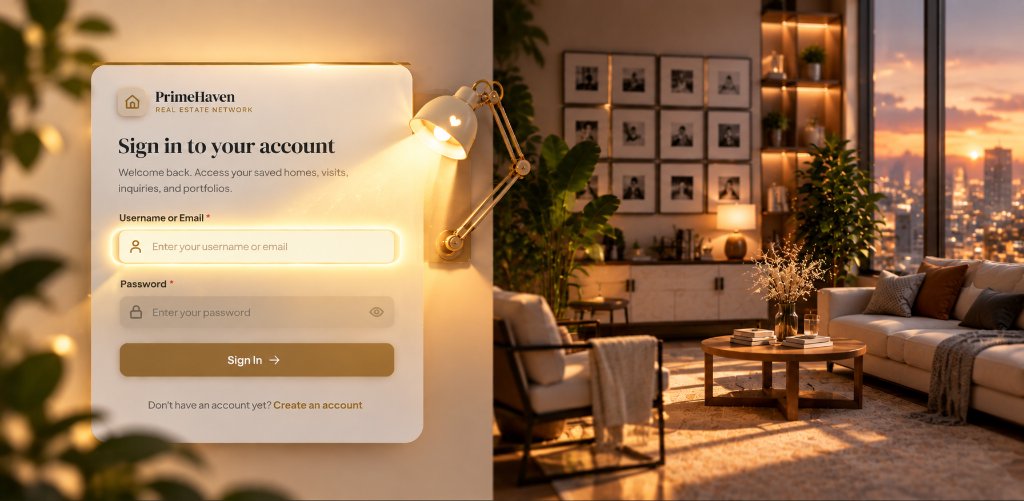 PrimeHaven
REAL ESTATE NETWORK
Sign in to your account
Welcome back. Access your saved homes, visits,
inquiries, and portfolios.
Username or Email *
Enter your username or email
Password *
Enter your password
Sign In →
Don't have an account yet? Create an account